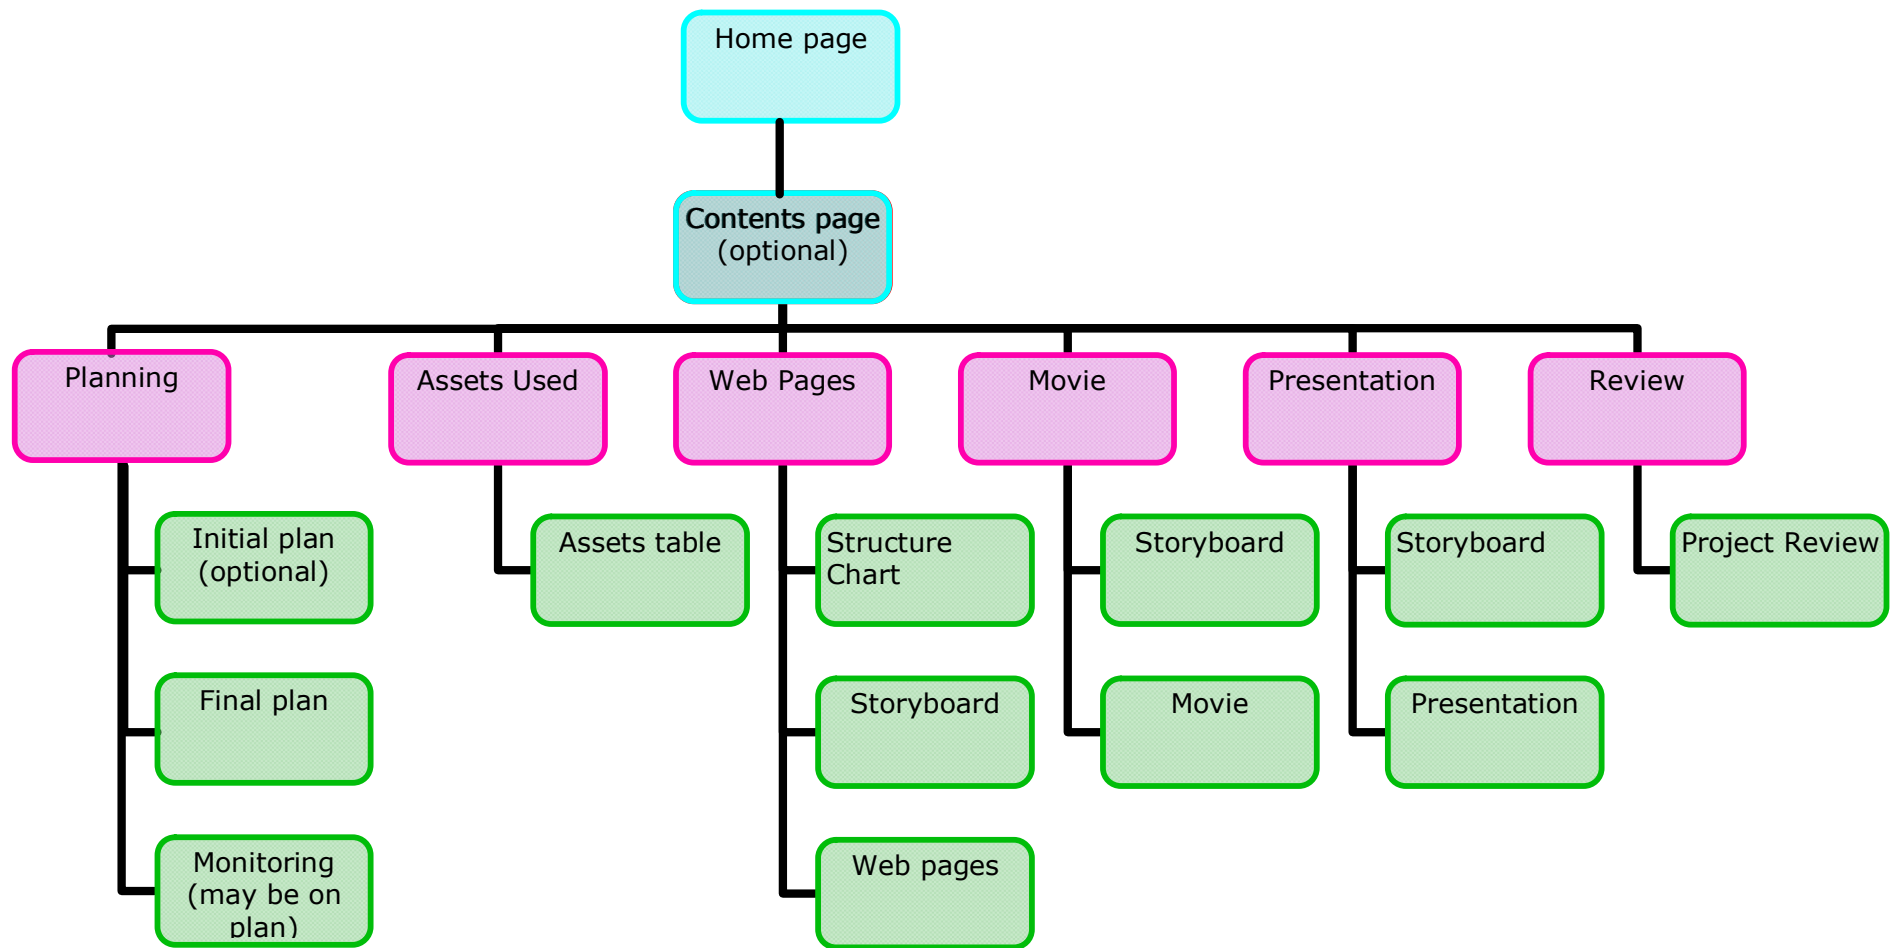 Home page
Contents page
(optional)
Planning
Assets Used
Web Pages
Movie
Presentation
Review
Initial plan
(optional)
Assets table
Structure
Chart
Storyboard
Storyboard
Project Review
Final plan
Storyboard
Movie
Presentation
Monitoring
(may be on
plan)
Web pages